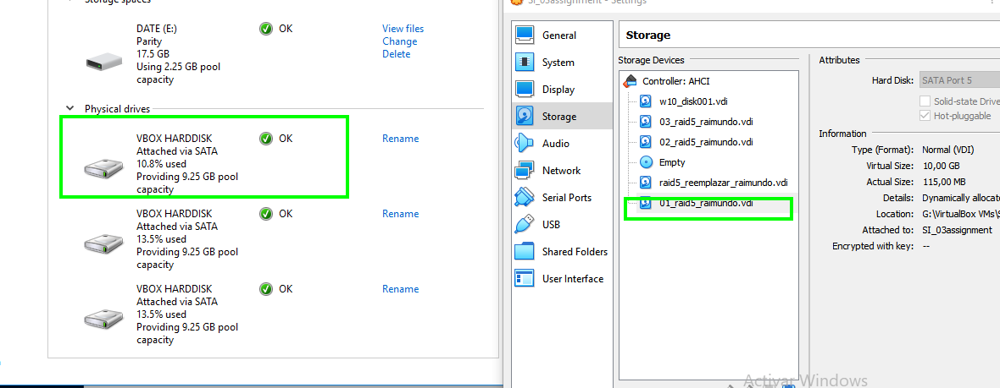 Storage spaces
DATE (E:)
Parity
17.5 GB
Using 2.25 GB pool
capacity
OK
View files
Change
Delete
Physical drives
VBOX HARDDISK
Attached via SATA
10.8% used
Providing 9.25 GB pool
capacity
OK
Rename
VBOX HARDDISK
Attached via SATA
13.5% used
Providing 9.25 GB pool
capacity
OK
Rename
VBOX HARDDISK
Attached via SATA
13.5% used
Providing 9.25 GB pool
capacity
OK
Rename
SI_03assignment - Settings
General
System
Display
Storage
Audio
Network
Serial Ports
USB
Shared Folders
User Interface
Storage
Storage Devices
Controller: AHCI
w10_disk001.vdi
03_raid5_raimundo.vdi
02_raid5_raimundo.vdi
Empty
raid5_reemplazar_raimundo.vdi
01_raid5_raimundo.vdi
Attributes
Hard Disk: SATA Port 5
Solid-state Drive
Hot-pluggable
Information
Type (Format): Normal (VDI)
Virtual Size: 10,00 GB
Actual Size: 115,00 MB
Details: Dynamically allocate
Location: G:\VirtualBox VMs\S
Attached to: SI_03assignment
Encrypted with key: --
Activar Windows